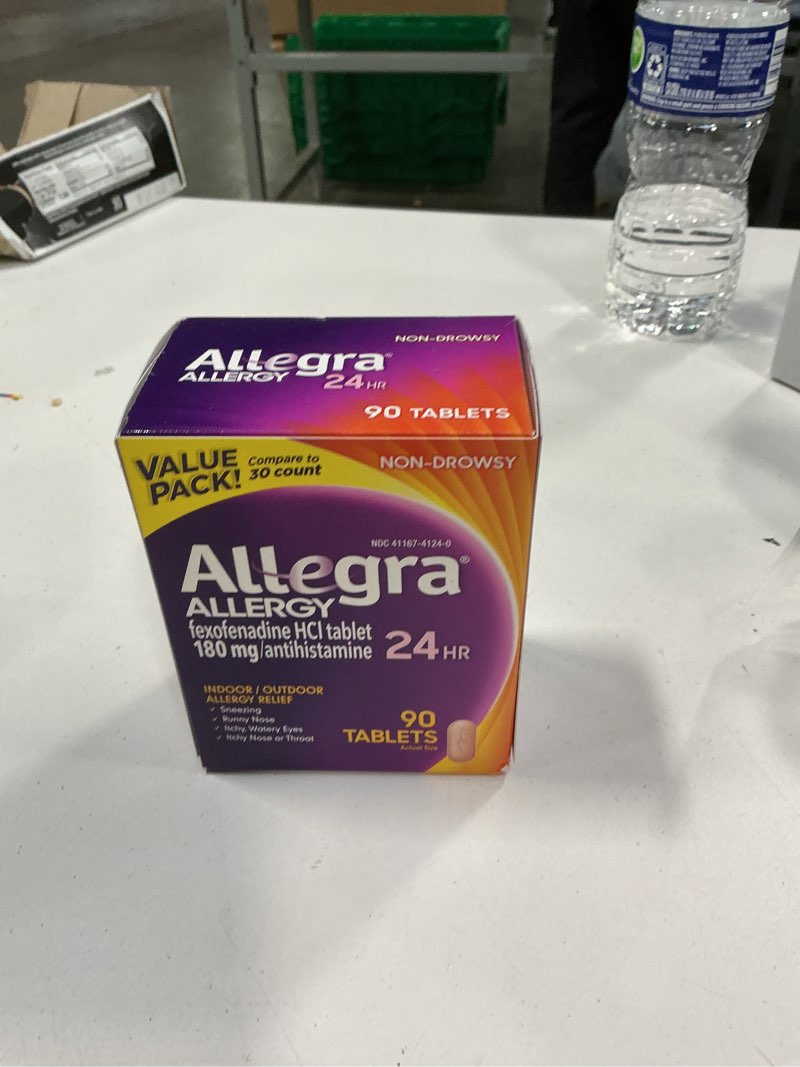 NON-DROWSY
Allegra®
ALLERGY 24 HR
90 TABLETS
VALUE PACK! Compare to 30 count
NON-DROWSY
NDC 41167-4124-0
Allegra®
ALLERGY
fexofenadine HCl tablet
180 mg/antihistamine 24 HR
INDOOR / OUTDOOR
ALLERGY RELIEF
✓ Sneezing
✓ Runny Nose
✓ Itchy, Watery Eyes
✓ Itchy Nose or Throat
90
TABLETS
Actual Size